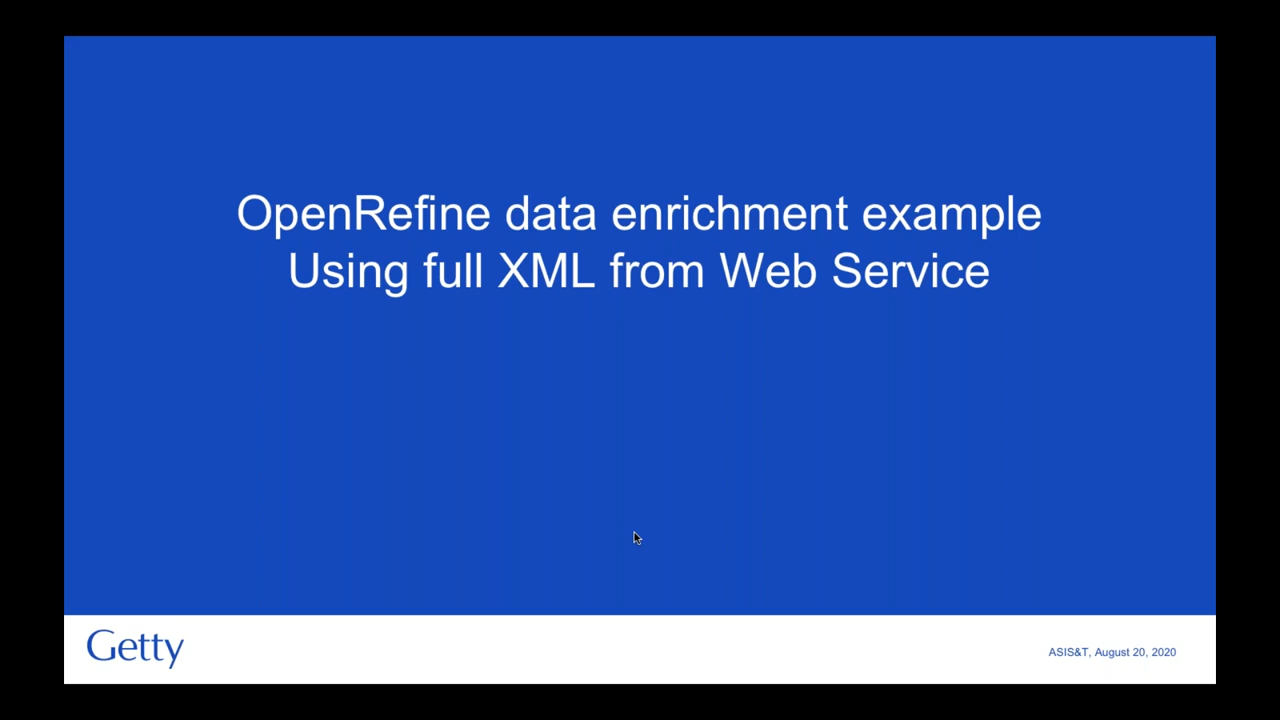 OpenRefine data enrichment example
Using full XML from Web Service
Getty
ASIS&T, August 20, 2020